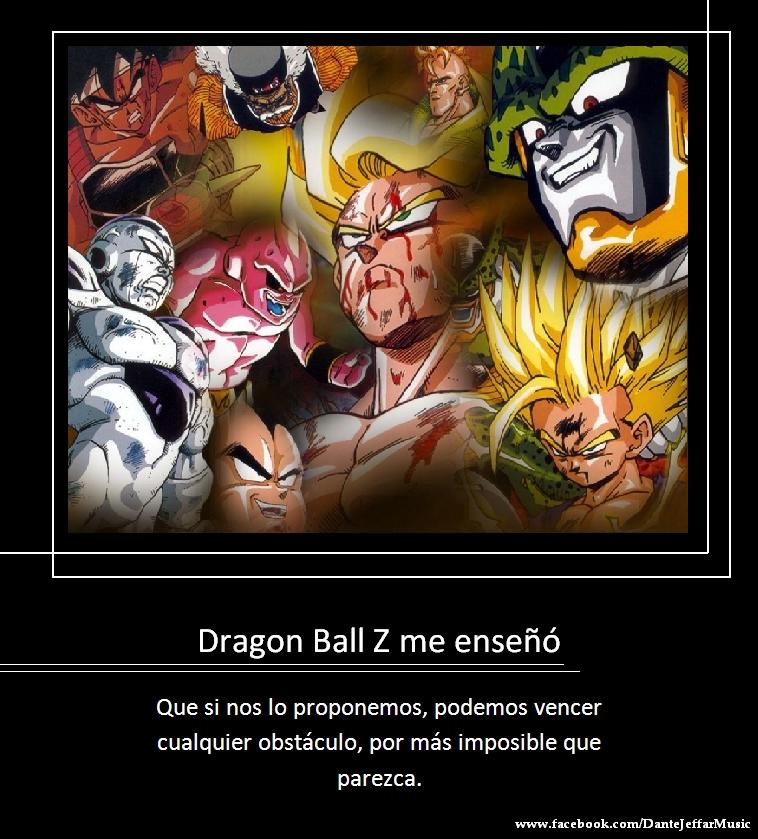 Dragon Ball Z me enseñó
Que si nos lo proponemos, podemos vencer
cualquier obstáculo, por más imposible que
parezca.
www.facebook.com/DanteJeffarMusic